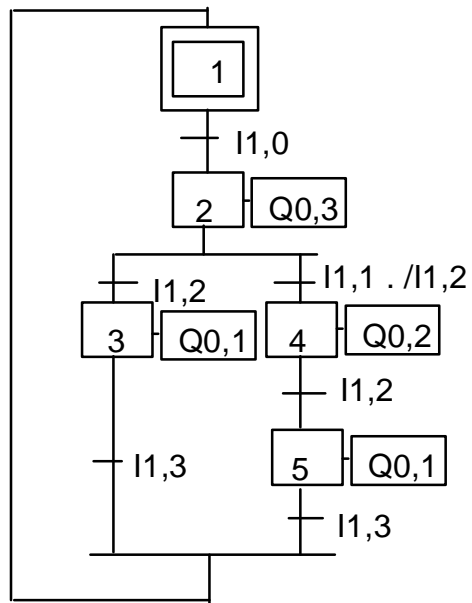 1
I1,0
2 Q0,3
I1,2 I1,1 . /I1,2
3 Q0,1 4 Q0,2
I1,2
I1,3 5 Q0,1
I1,3